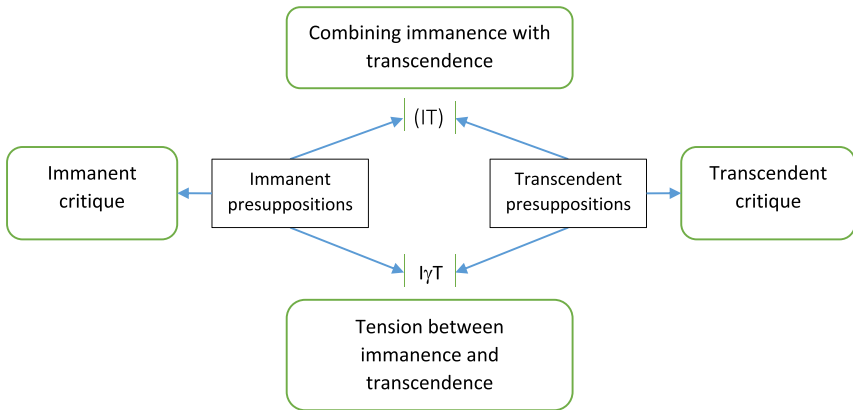 Combining immanence with
transcendence
(IT)
Immanent
critique
Immanent
presuppositions
Transcendent
presuppositions
Transcendent
critique
IγT
Tension between
immanence and
transcendence